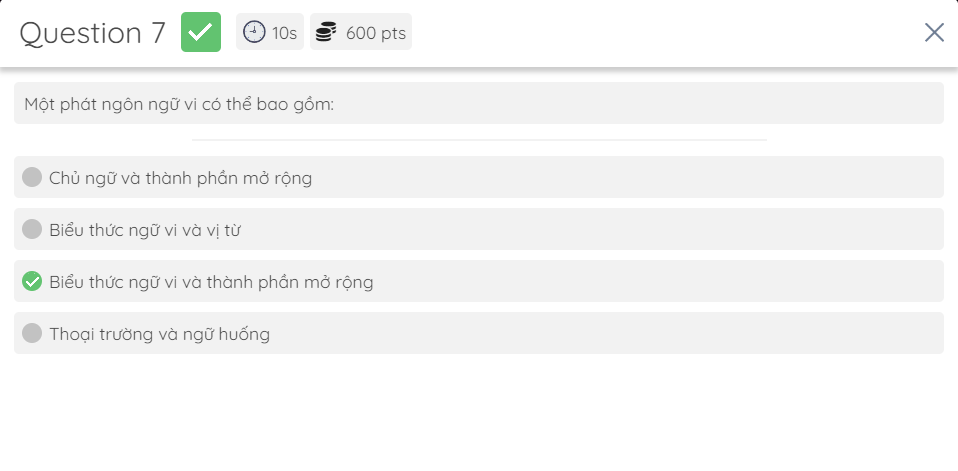 Question 7 10s 600 pts
Một phát ngôn ngữ vi có thể bao gồm:
Chủ ngữ và thành phần mở rộng
Biểu thức ngữ vi và vị từ
Biểu thức ngữ vi và thành phần mở rộng
Thoại trường và ngữ huống